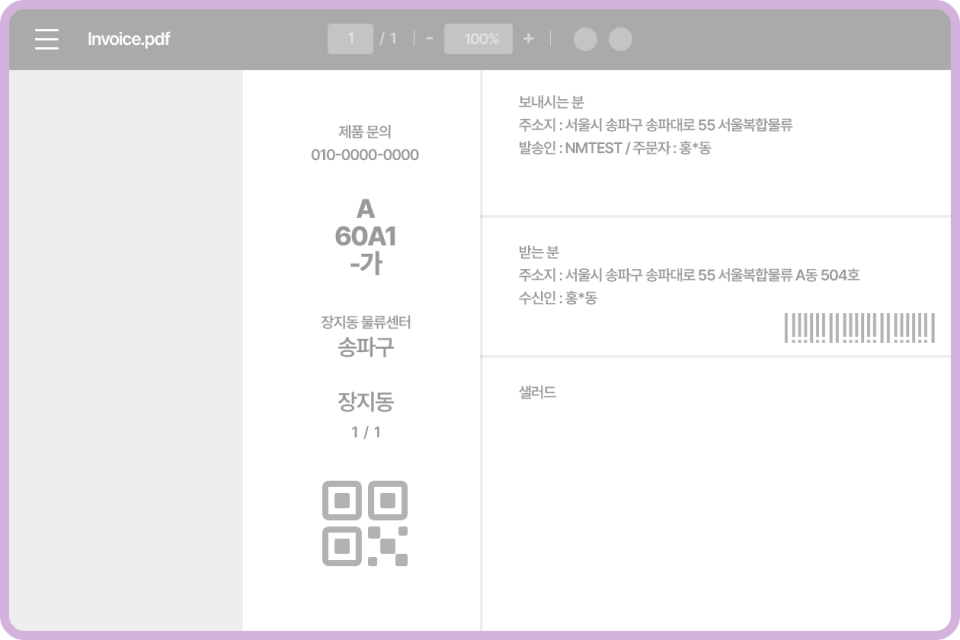 Invoice.pdf
1 / 1 | - 100% + |
제품 문의
010-0000-0000
A
60A1
-가
장지동 물류센터
송파구
장지동
1 / 1
보내시는 분
주소지 : 서울시 송파구 송파대로 55 서울복합물류
발송인 : NMTEST / 주문자 : 홍*동
받는 분
주소지 : 서울시 송파구 송파대로 55 서울복합물류 A동 504호
수신인 : 홍*동
샐러드